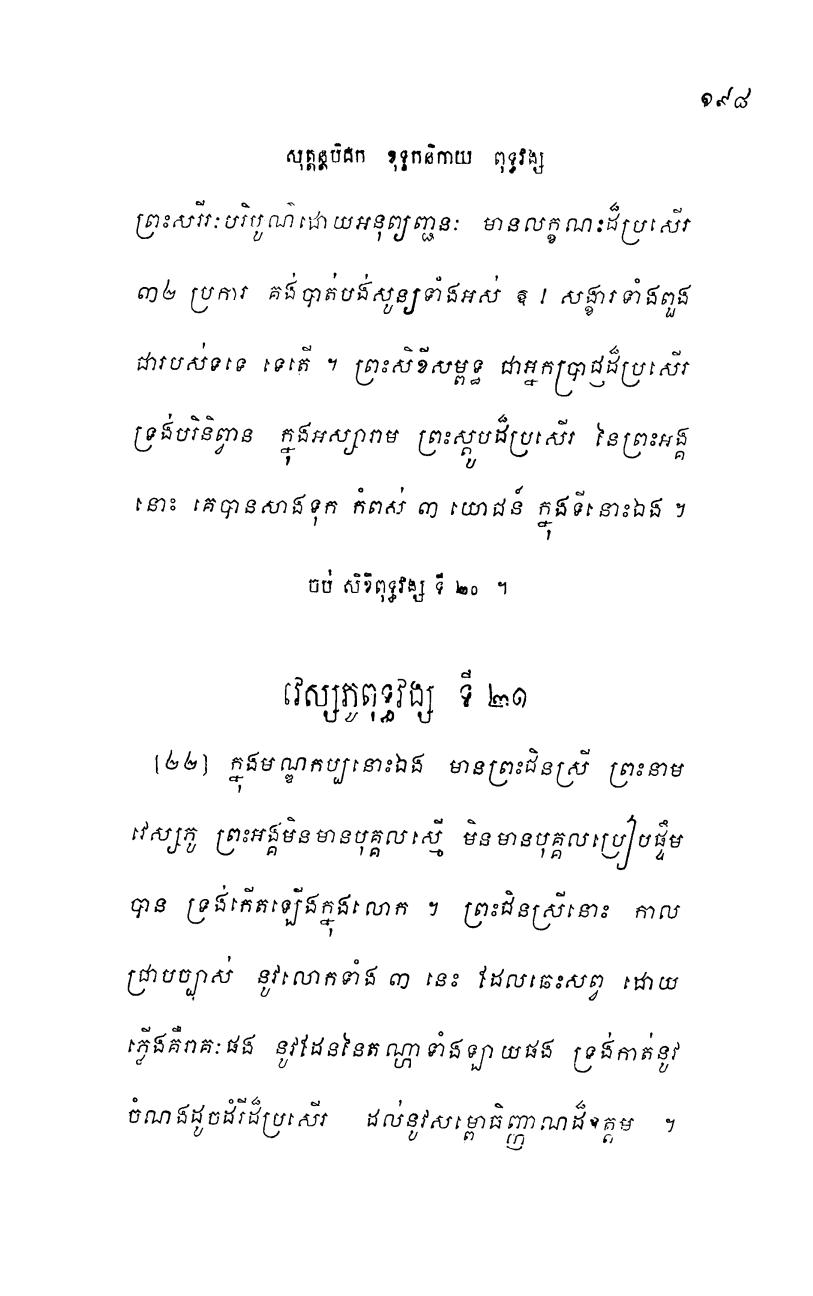 ១៩៨
សុត្តន្តបិដក ខុទ្ទកនិកាយ ពុទ្ធវង្ស
ព្រះសរីរៈបរិបូណ៌ដោយអនុព្យញ្ជនៈ មានលក្ខណះដ៏ប្រសើរ
៣២ ប្រការ គង់បាត់បង់សូន្យទាំងអស់ ឱ ! សង្ខារទាំងពួង
ជារបស់ទទេ ទេតើ ។ ព្រះសិខីសម្ពុទ្ធ ជាអ្នកប្រាជ្ញដ៏ប្រសើរ
ទ្រង់បរិនិព្វាន ក្នុងអស្សារាម ព្រះស្តូបដ៏ប្រសើរ នៃព្រះអង្គ
នោះ គេបានសាងទុក កំពស់ ៣ យោជន៍ ក្នុងទីនោះឯង ។
ចប់ សិខីពុទ្ធវង្ស ទី ២០ ។
វេស្សភូពុទ្ធវង្ស ទី ២១
[២២] ក្នុងមណ្ឌកប្បនោះឯង មានព្រះជិនស្រី ព្រះនាម
វេស្សភូ ព្រះអង្គមិនមានបុគ្គលស្មើ មិនមានបុគ្គលប្រៀបផ្ទឹម
បាន ទ្រង់កើតឡើងក្នុងលោក ។ ព្រះជិនស្រីនោះ កាល
ជ្រាបច្បាស់ នូវលោកទាំង ៣ នេះ ដែលឆេះសព្វ ដោយ
ភ្លើងគឺរាគៈផង នូវដែននៃតណ្ហាទាំងឡាយផង ទ្រង់កាត់នូវ
ចំណងដូចដំរីដ៏ប្រសើរ ដល់នូវសម្ពោធិញ្ញាណដ៏ឧត្តម ។